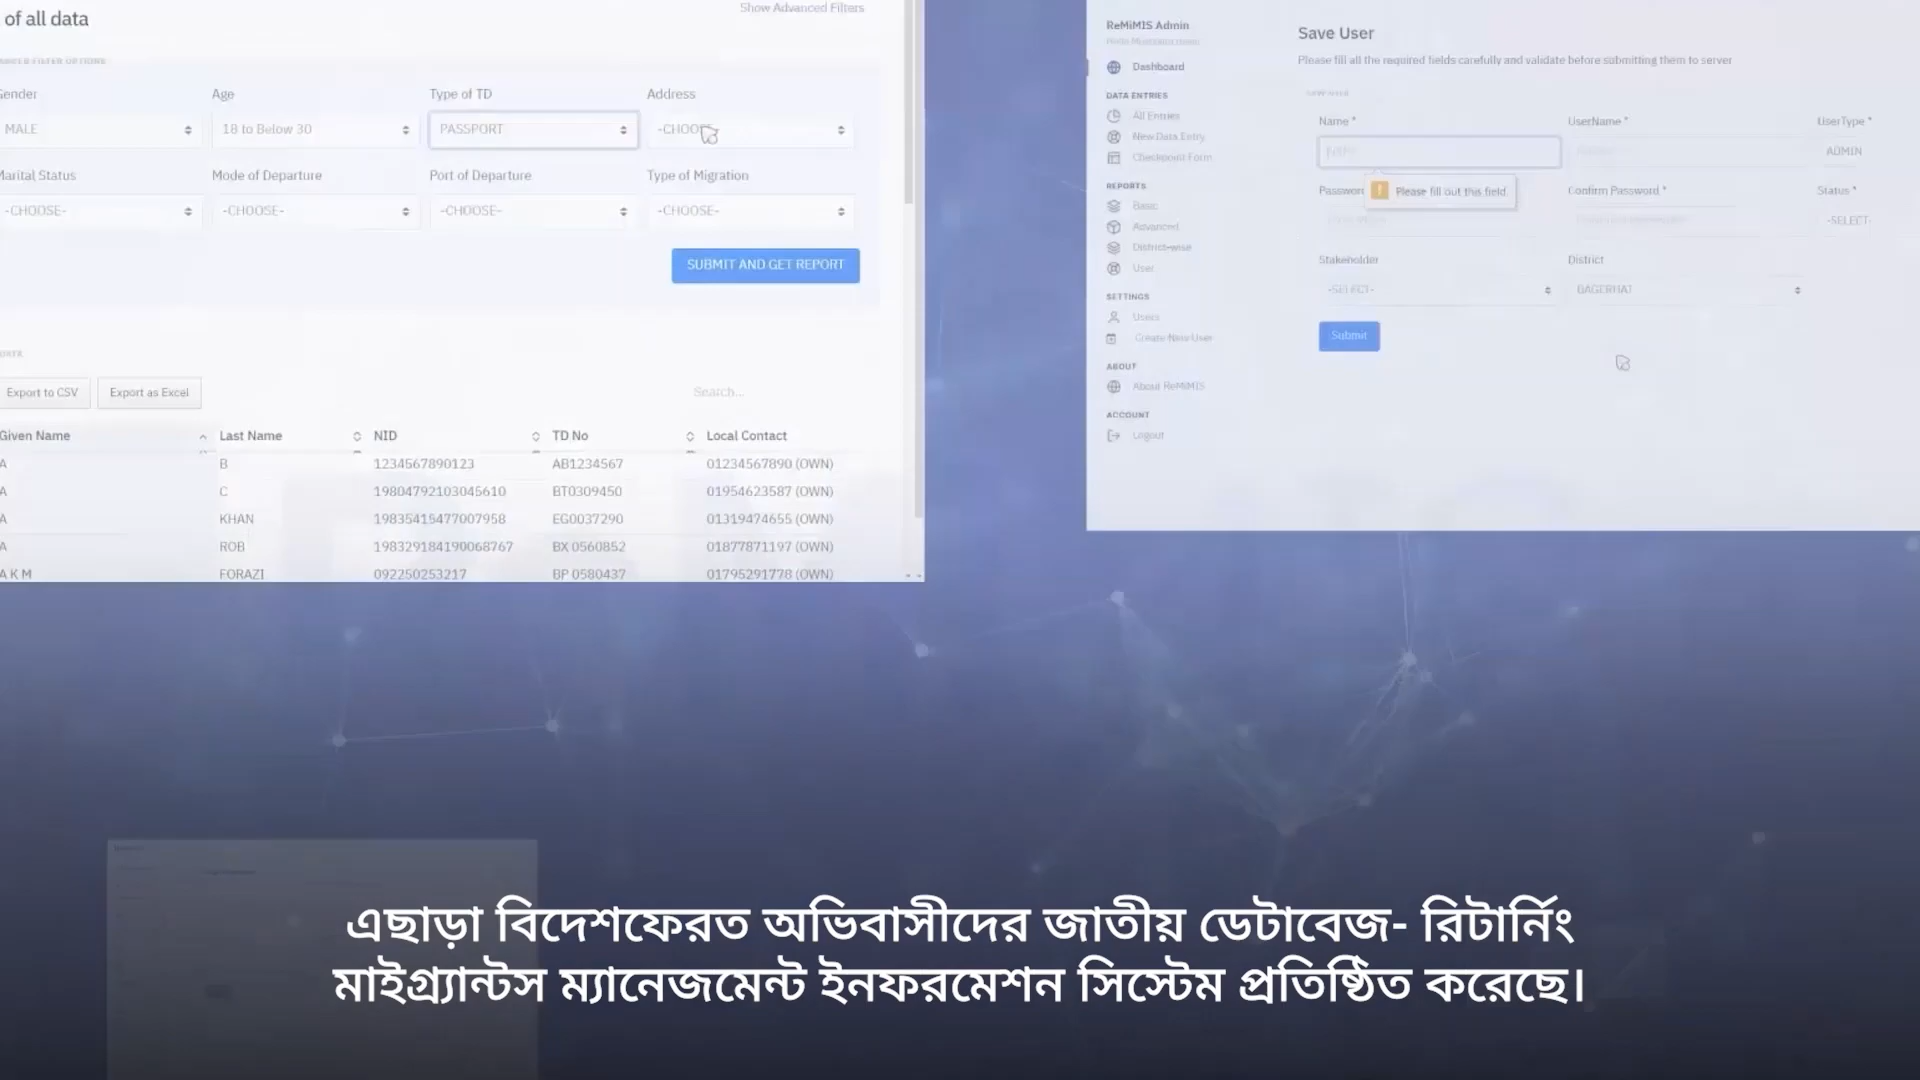 of all data
Show Advanced Filters
Gender Age Type of TD Address
MALE 18 to Below 30 PASSPORT -CHOOSE-
Marital Status Mode of Departure Port of Departure Type of Migration
-CHOOSE- -CHOOSE- -CHOOSE- -CHOOSE-
SUBMIT AND GET REPORT
Export to CSV Export as Excel Search...
Given Name Last Name NID TD No Local Contact
A B 1234567890123 AB1234567 01234567890 (OWN)
A C 19804792103045610 BT0309450 01954623587 (OWN)
A KHAN 19835415477007958 EG0037290 01319474655 (OWN)
A ROB 198329184190068767 BX 0560852 01877871197 (OWN)
A K M FORAZI 092250253217 BP 0580437 01795291778 (OWN)
ReMiMIS Admin
Dashboard
DATA ENTRIES
All Entries
New Data Entry
Checkpoint Form
REPORTS
Basic
Advanced
District-wise
User
SETTINGS
Users
Create New User
ABOUT
About ReMiMIS
ACCOUNT
Logout
Save User
Please fill all the required fields carefully and validate before submitting them to server
Name * UserName * UserType *
ADMIN
Please fill out this field.
Password Confirm Password * Status *
-SELECT-
Stakeholder District
-SELECT- BAGERHAT
Submit
এছাড়া বিদেশফেরত অভিবাসীদের জাতীয় ডেটাবেজ- রিটার্নিং
মাইগ্র্যান্টস ম্যানেজমেন্ট ইনফরমেশন সিস্টেম প্রতিষ্ঠিত করেছে।